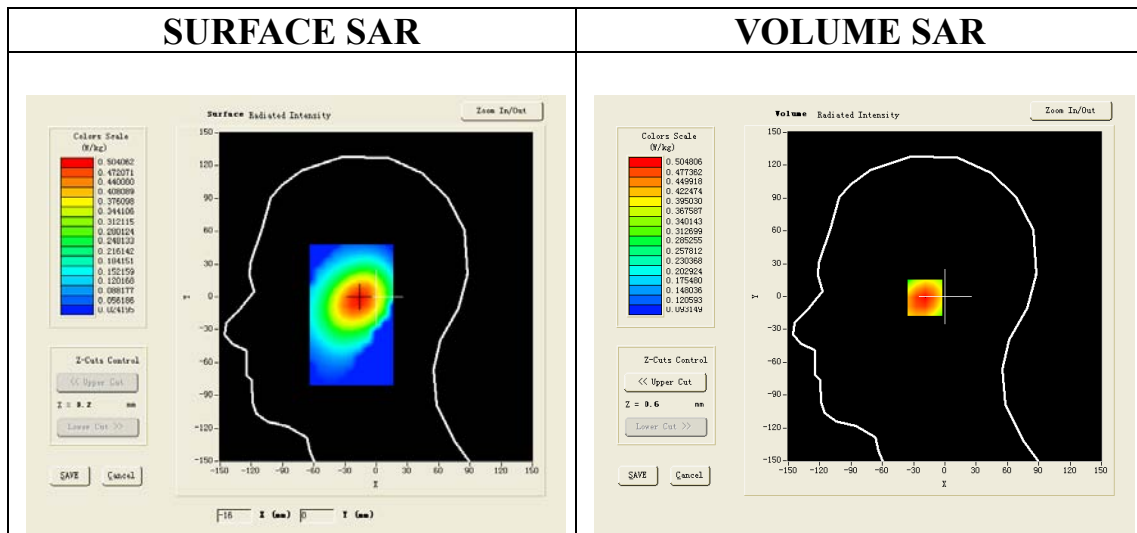 SURFACE SAR
VOLUME SAR
Surface Radiated Intensity
Zoom In/Out
Colors Scale
(W/kg)
0.504062
0.472071
0.440080
0.408089
0.376098
0.344106
0.312115
0.280124
0.248133
0.216142
0.184151
0.152159
0.120168
0.088177
0.056186
0.024195
150
120
90
60
30
0
-30
-60
-90
-120
-150
Y
-150 -120 -90 -60 -30 0 30 60 90 120 150
X
Z-Cuts Control
<< Upper Cut
Z = 0.2 mm
Lower Cut >>
SAVE Cancel
-16 X (mm) 0 Y (mm)
Volume Radiated Intensity
Zoom In/Out
Colors Scale
(W/kg)
0.504806
0.477362
0.449918
0.422474
0.395030
0.367587
0.340143
0.312699
0.285255
0.257812
0.230368
0.202924
0.175480
0.148036
0.120593
0.093149
150
120
90
60
30
0
-30
-60
-90
-120
-150
Y
-150 -120 -90 -60 -30 0 30 60 90 120 150
X
Z-Cuts Control
<< Upper Cut
Z = 0.6 mm
Lower Cut >>
SAVE Cancel